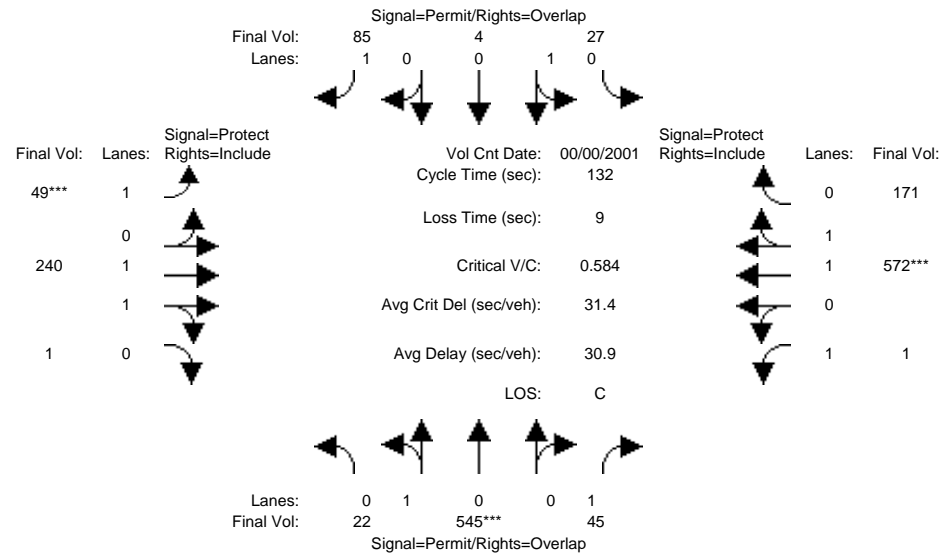 Signal=Permit/Rights=Overlap
Final Vol: 85 4 27
Lanes: 1 0 0 1 0
Signal=Protect
Final Vol: Lanes: Rights=Include
Vol Cnt Date: 00/00/2001
Signal=Protect
Rights=Include Lanes: Final Vol:
Cycle Time (sec): 132
49*** 1
0 171
Loss Time (sec): 9
0
1
240 1
Critical V/C: 0.584
1 572***
1
Avg Crit Del (sec/veh): 31.4
0
1 0
Avg Delay (sec/veh): 30.9
1 1
LOS: C
Lanes: 0 1 0 0 1
Final Vol: 22 545*** 45
Signal=Permit/Rights=Overlap